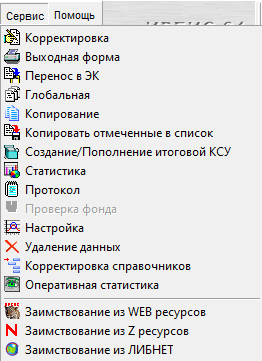 Сервис Помощь
Корректировка
Выходная форма
Перенос в ЭК
Глобальная
Копирование
Копировать отмеченные в список
Создание/Пополнение итоговой КСУ
Статистика
Протокол
Проверка фонда
Настройка
Удаление данных
Корректировка справочников
Оперативная статистика
Заимствование из WEB ресурсов
Заимствование из Z ресурсов
Заимствование из ЛИБНЕТ